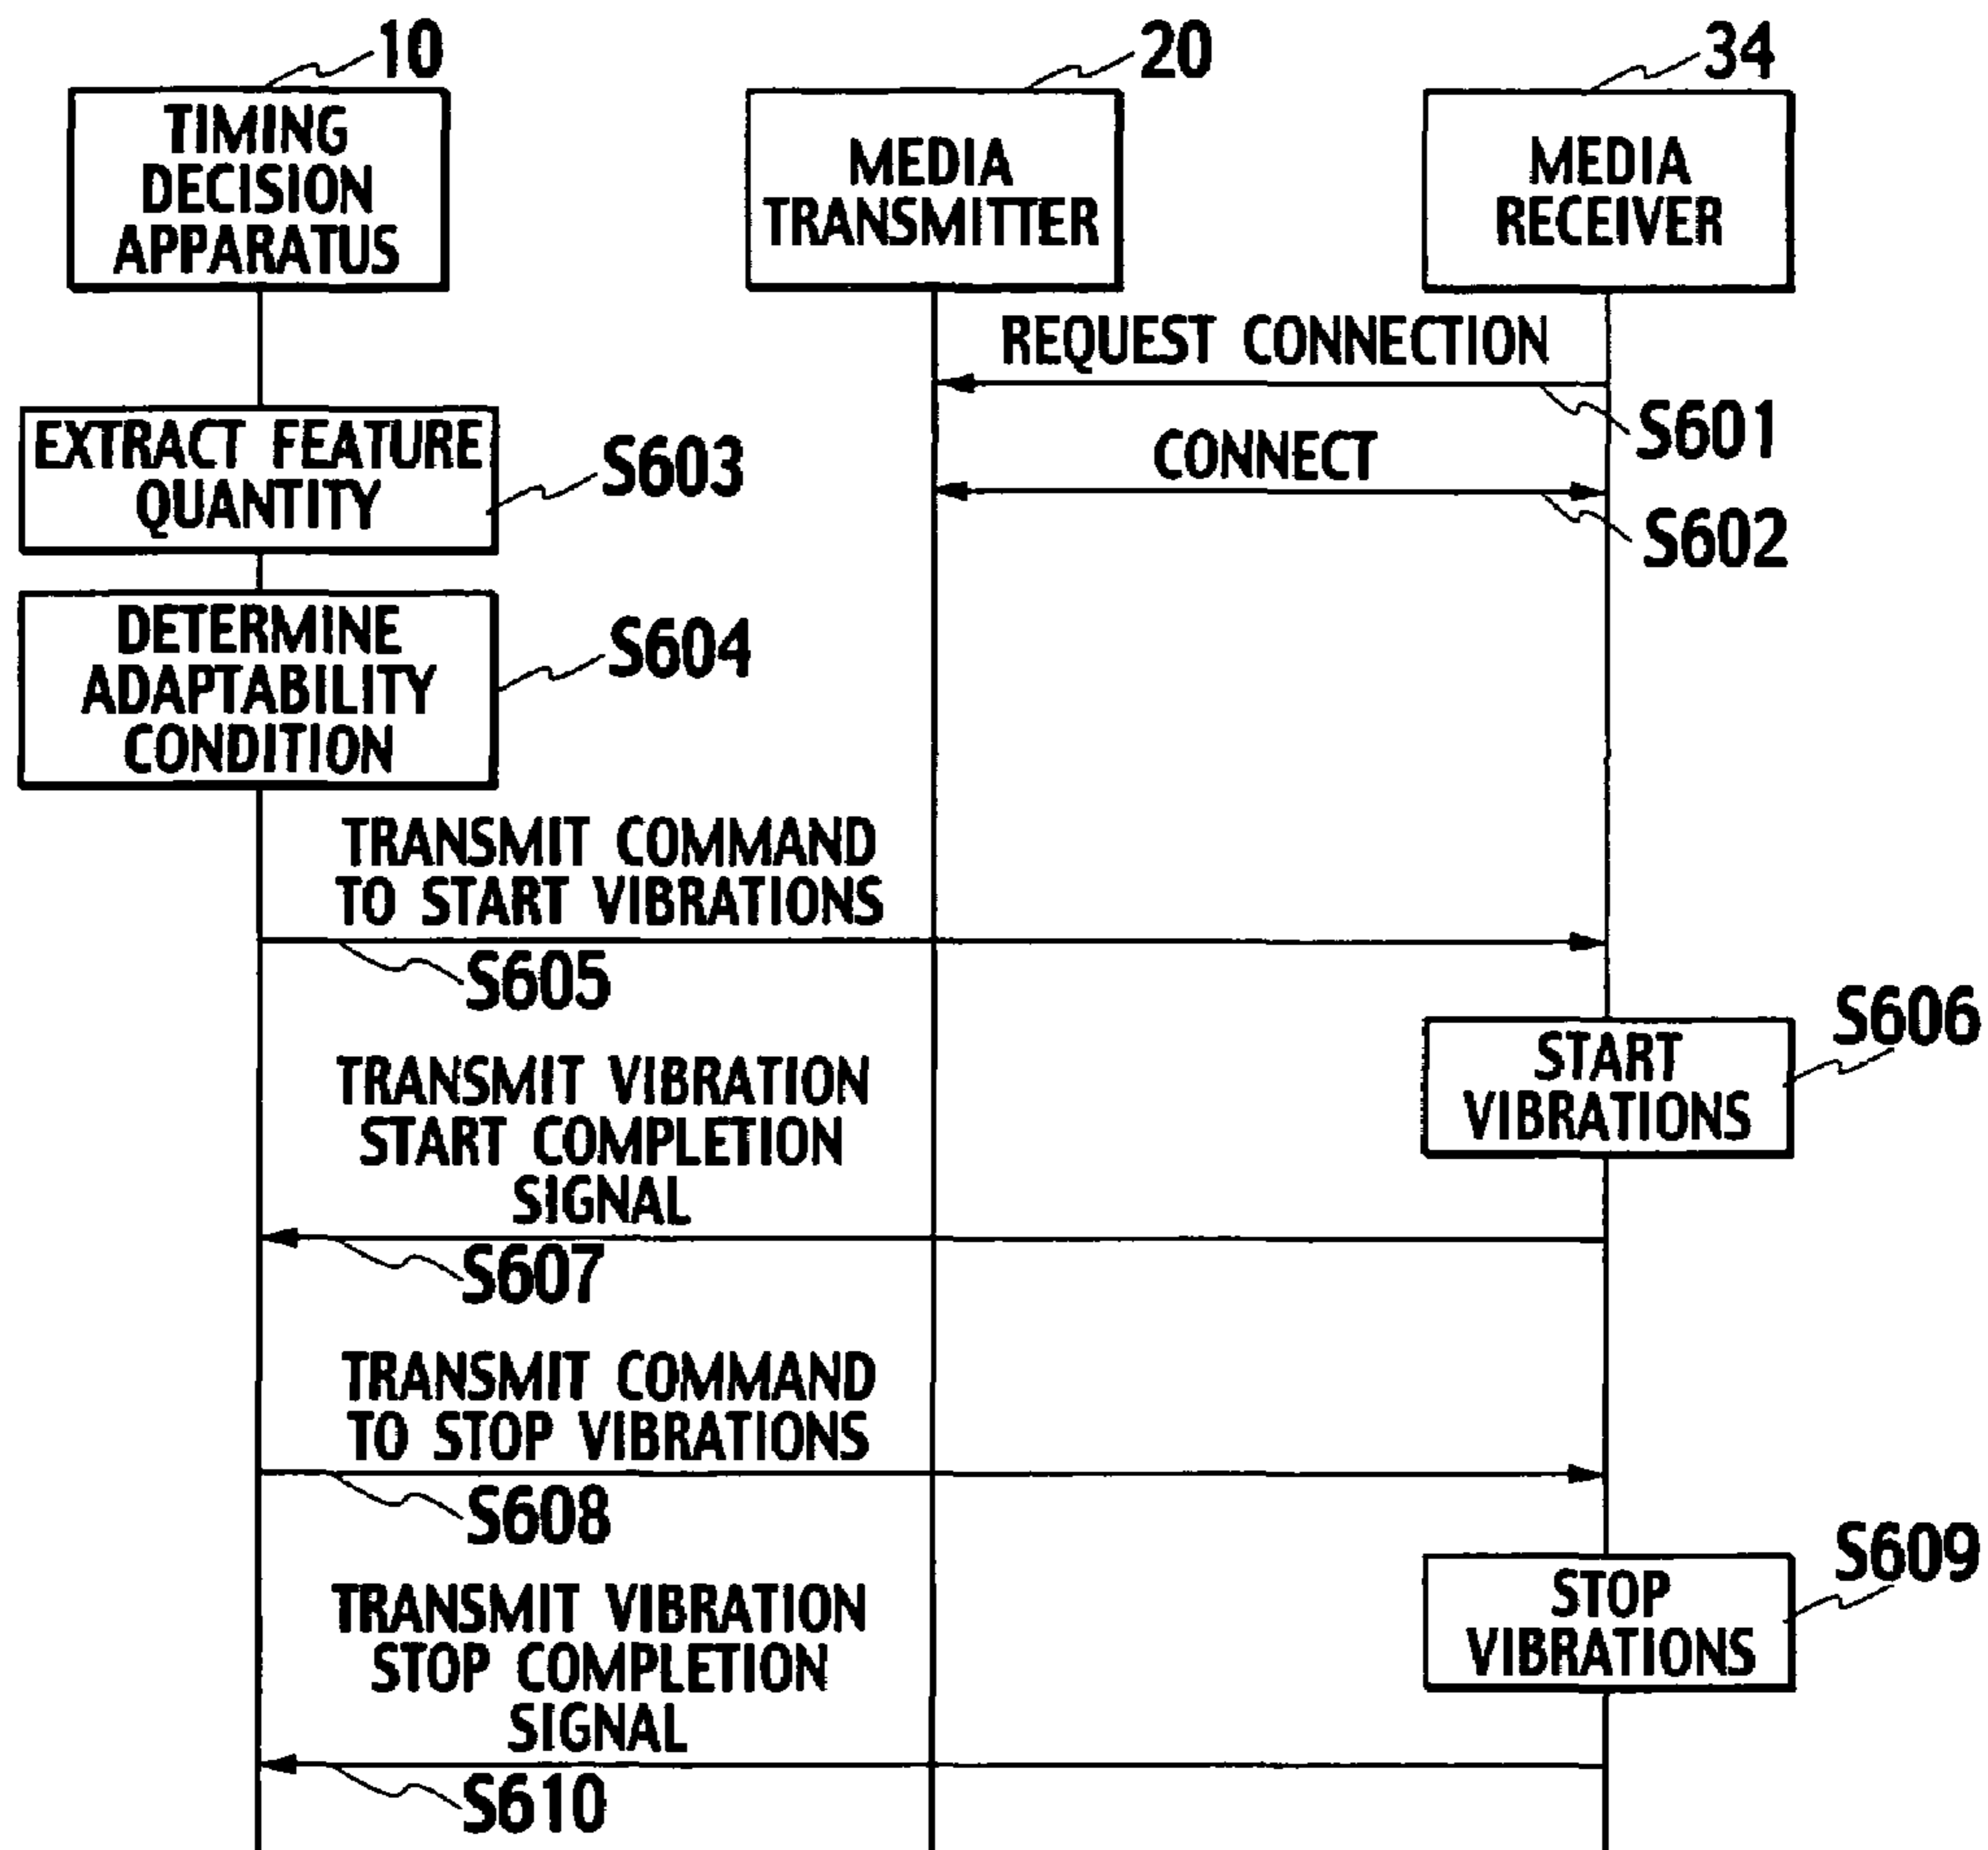 10
20
34
TIMING
DECISION
APPARATUS
MEDIA
TRANSMITTER
MEDIA
RECEIVER
REQUEST CONNECTION
S601
CONNECT
S602
EXTRACT FEATURE
QUANTITY
S603
DETERMINE
ADAPTABILITY
CONDITION
S604
TRANSMIT COMMAND
TO START VIBRATIONS
S605
START
VIBRATIONS
S606
TRANSMIT VIBRATION
START COMPLETION
SIGNAL
S607
TRANSMIT COMMAND
TO STOP VIBRATIONS
S608
STOP
VIBRATIONS
S609
TRANSMIT VIBRATION
STOP COMPLETION
SIGNAL
S610